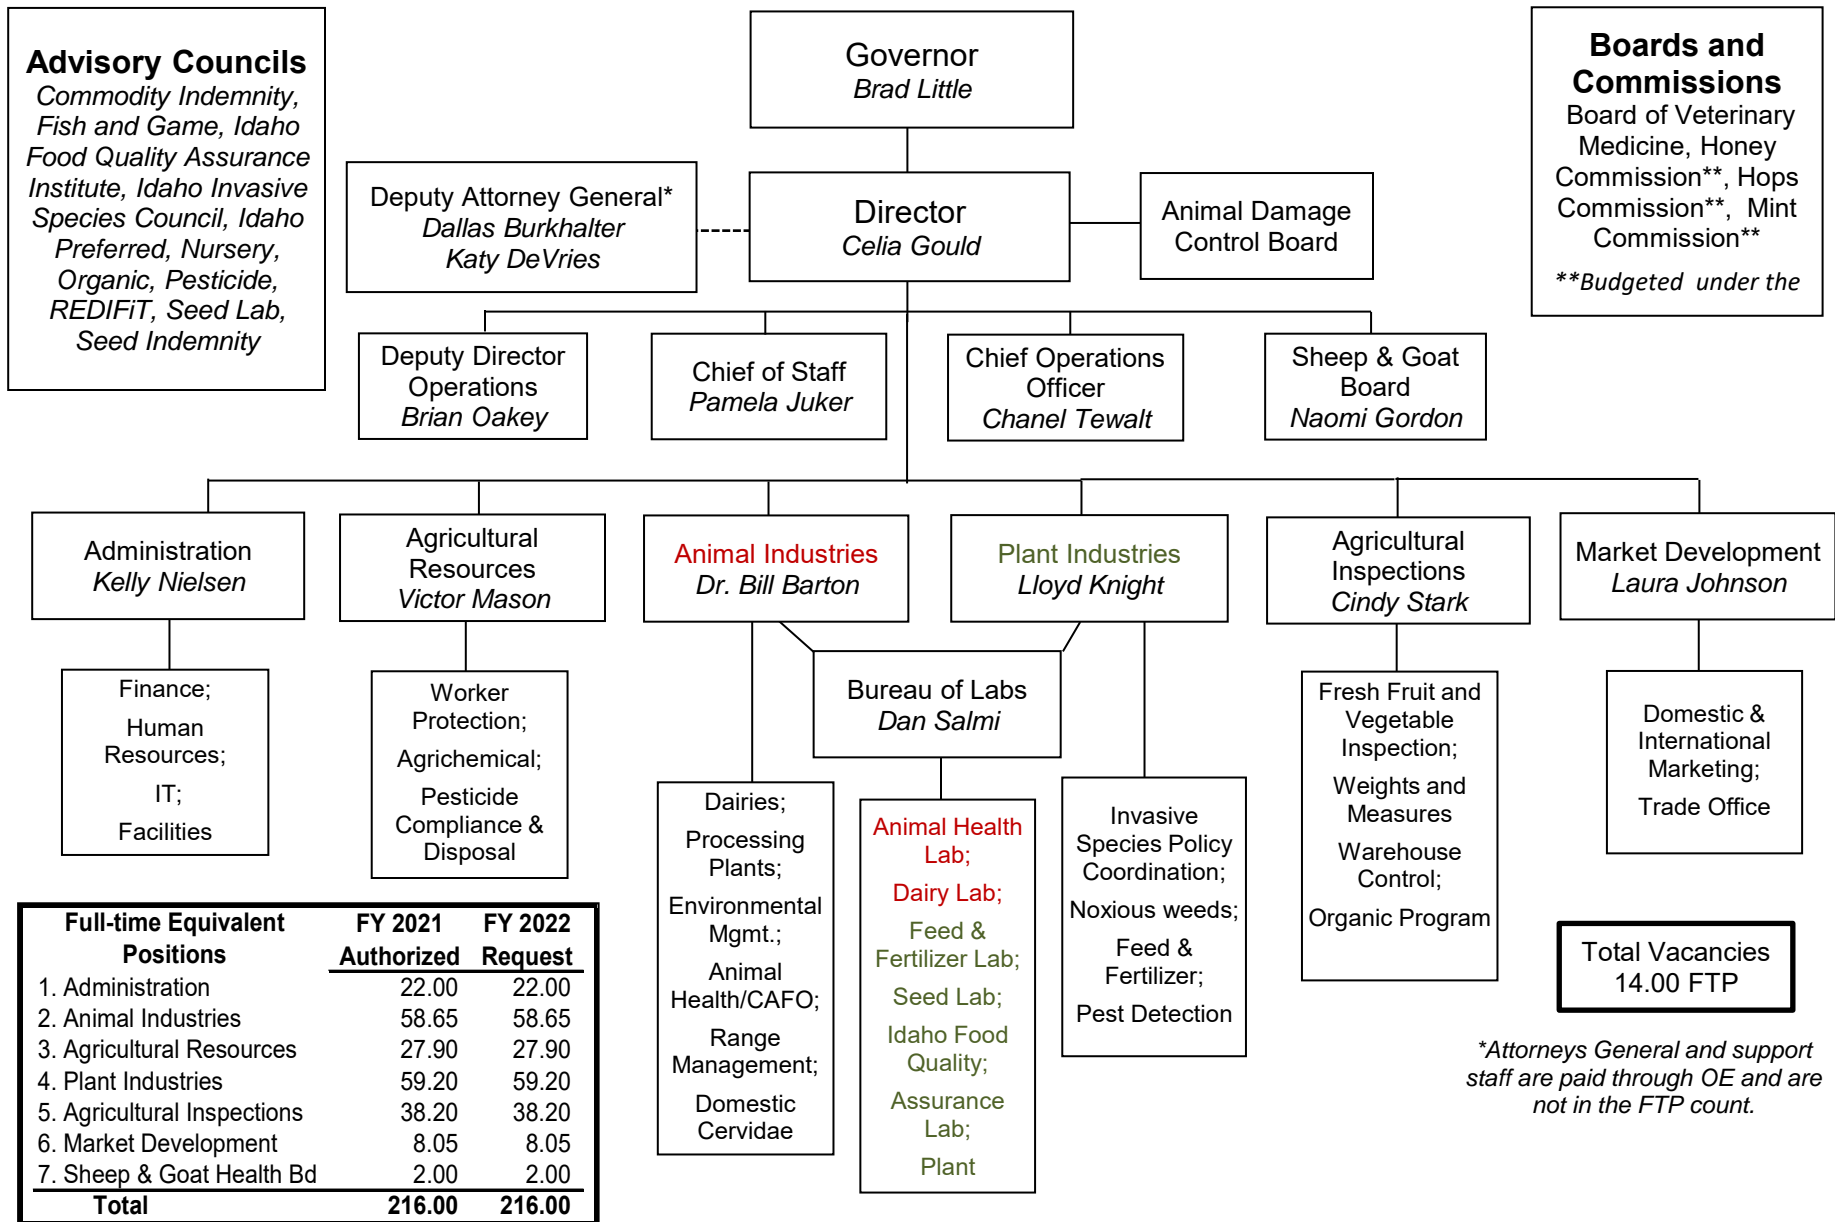 Advisory Councils
Commodity Indemnity,
Fish and Game, Idaho
Food Quality Assurance
Institute, Idaho Invasive
Species Council, Idaho
Preferred, Nursery,
Organic, Pesticide,
REDIFiT, Seed Lab,
Seed Indemnity
Governor
Brad Little
Boards and
Commissions
Board of Veterinary
Medicine, Honey
Commission**, Hops
Commission**, Mint
Commission**
**Budgeted under the
Deputy Attorney General*
Dallas Burkhalter
Katy DeVries
Director
Celia Gould
Animal Damage
Control Board
Deputy Director
Operations
Brian Oakey
Chief of Staff
Pamela Juker
Chief Operations
Officer
Chanel Tewalt
Sheep & Goat
Board
Naomi Gordon
Administration
Kelly Nielsen
Agricultural
Resources
Victor Mason
Animal Industries
Dr. Bill Barton
Plant Industries
Lloyd Knight
Agricultural
Inspections
Cindy Stark
Market Development
Laura Johnson
Finance;
Human
Resources;
IT;
Facilities
Worker
Protection;
Agrichemical;
Pesticide
Compliance &
Disposal
Bureau of Labs
Dan Salmi
Dairies;
Processing
Plants;
Environmental
Mgmt.;
Animal
Health/CAFO;
Range
Management;
Domestic
Cervidae
Animal Health
Lab;
Dairy Lab;
Feed &
Fertilizer Lab;
Seed Lab;
Idaho Food
Quality;
Assurance
Lab;
Plant
Invasive
Species Policy
Coordination;
Noxious weeds;
Feed &
Fertilizer;
Pest Detection
Fresh Fruit and
Vegetable
Inspection;
Weights and
Measures
Warehouse
Control;
Organic Program
Domestic &
International
Marketing;
Trade Office
Full-time Equivalent FY 2021 FY 2022
Positions Authorized Request
1. Administration 22.00 22.00
2. Animal Industries 58.65 58.65
3. Agricultural Resources 27.90 27.90
4. Plant Industries 59.20 59.20
5. Agricultural Inspections 38.20 38.20
6. Market Development 8.05 8.05
7. Sheep & Goat Health Bd 2.00 2.00
Total 216.00 216.00
Total Vacancies
14.00 FTP
*Attorneys General and support
staff are paid through OE and are
not in the FTP count.